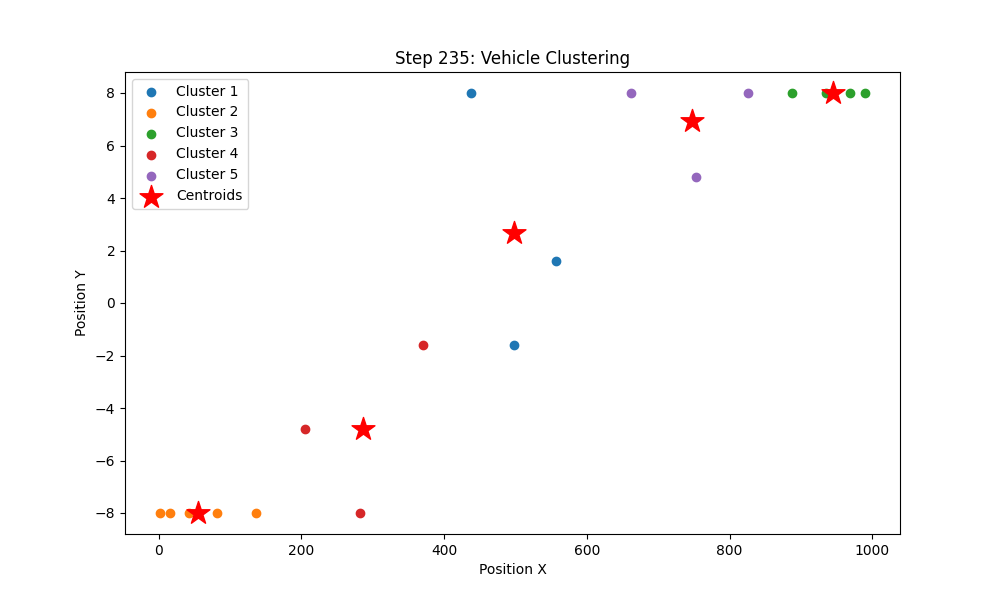 Step 235: Vehicle Clustering
Cluster 1
Cluster 2
Cluster 3
Cluster 4
Cluster 5
Centroids
8
6
4
2
0
−2
−4
−6
−8
Position Y
0 200 400 600 800 1000
Position X